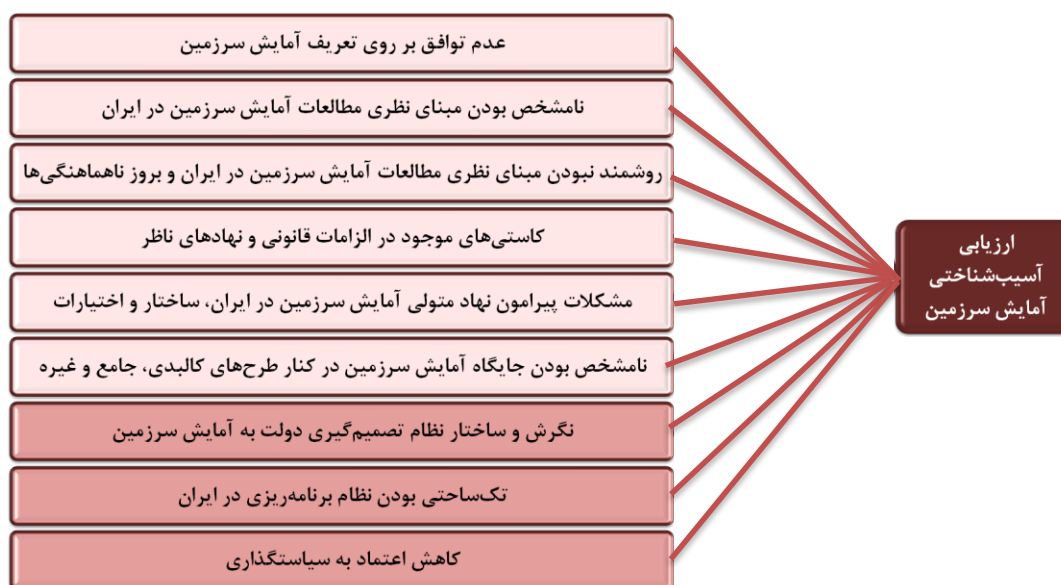 ارزیابی
آسیب‌شناختی
آمایش سرزمین
عدم توافق بر روی تعریف آمایش سرزمین
نامشخص بودن مبنای نظری مطالعات آمایش سرزمین در ایران
روشمند نبودن مبنای نظری مطالعات آمایش سرزمین در ایران و بروز ناهماهنگی‌ها
کاستی‌های موجود در الزامات قانونی و نهادهای ناظر
مشکلات پیرامون نهاد متولی آمایش سرزمین در ایران، ساختار و اختیارات
نامشخص بودن جایگاه آمایش سرزمین در کنار طرح‌های کالبدی، جامع و غیره
نگرش و ساختار نظام تصمیم‌گیری دولت به آمایش سرزمین
تک‌ساحتی بودن نظام برنامه‌ریزی در ایران
کاهش اعتماد به سیاستگذاری